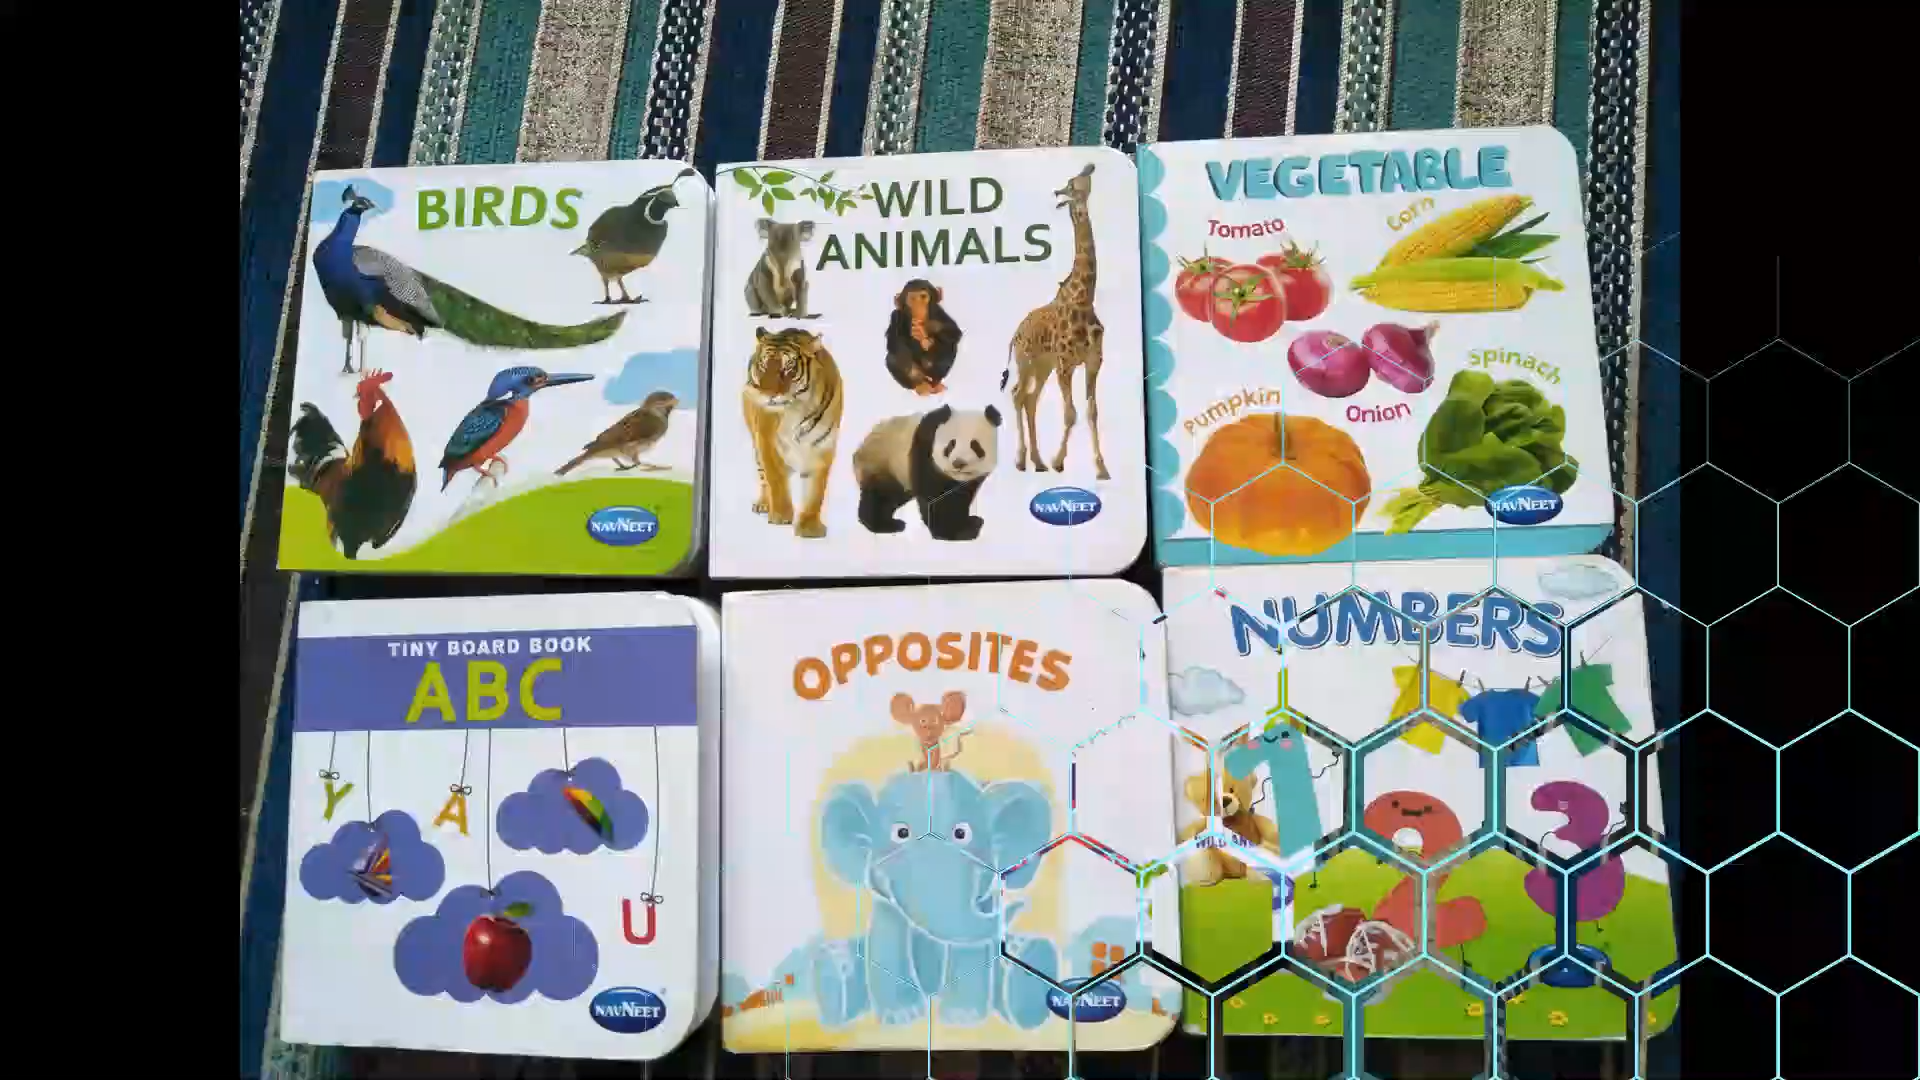 BIRDS
NAVNEET
WILD
ANIMALS
NAVNEET
VEGETABLE
Tomato
Corn
Onion
Spinach
Pumpkin
NAVNEET
TINY BOARD BOOK
ABC
Y
A
U
NAVNEET
OPPOSITES
NAVNEET
NUMBERS
1
2
3